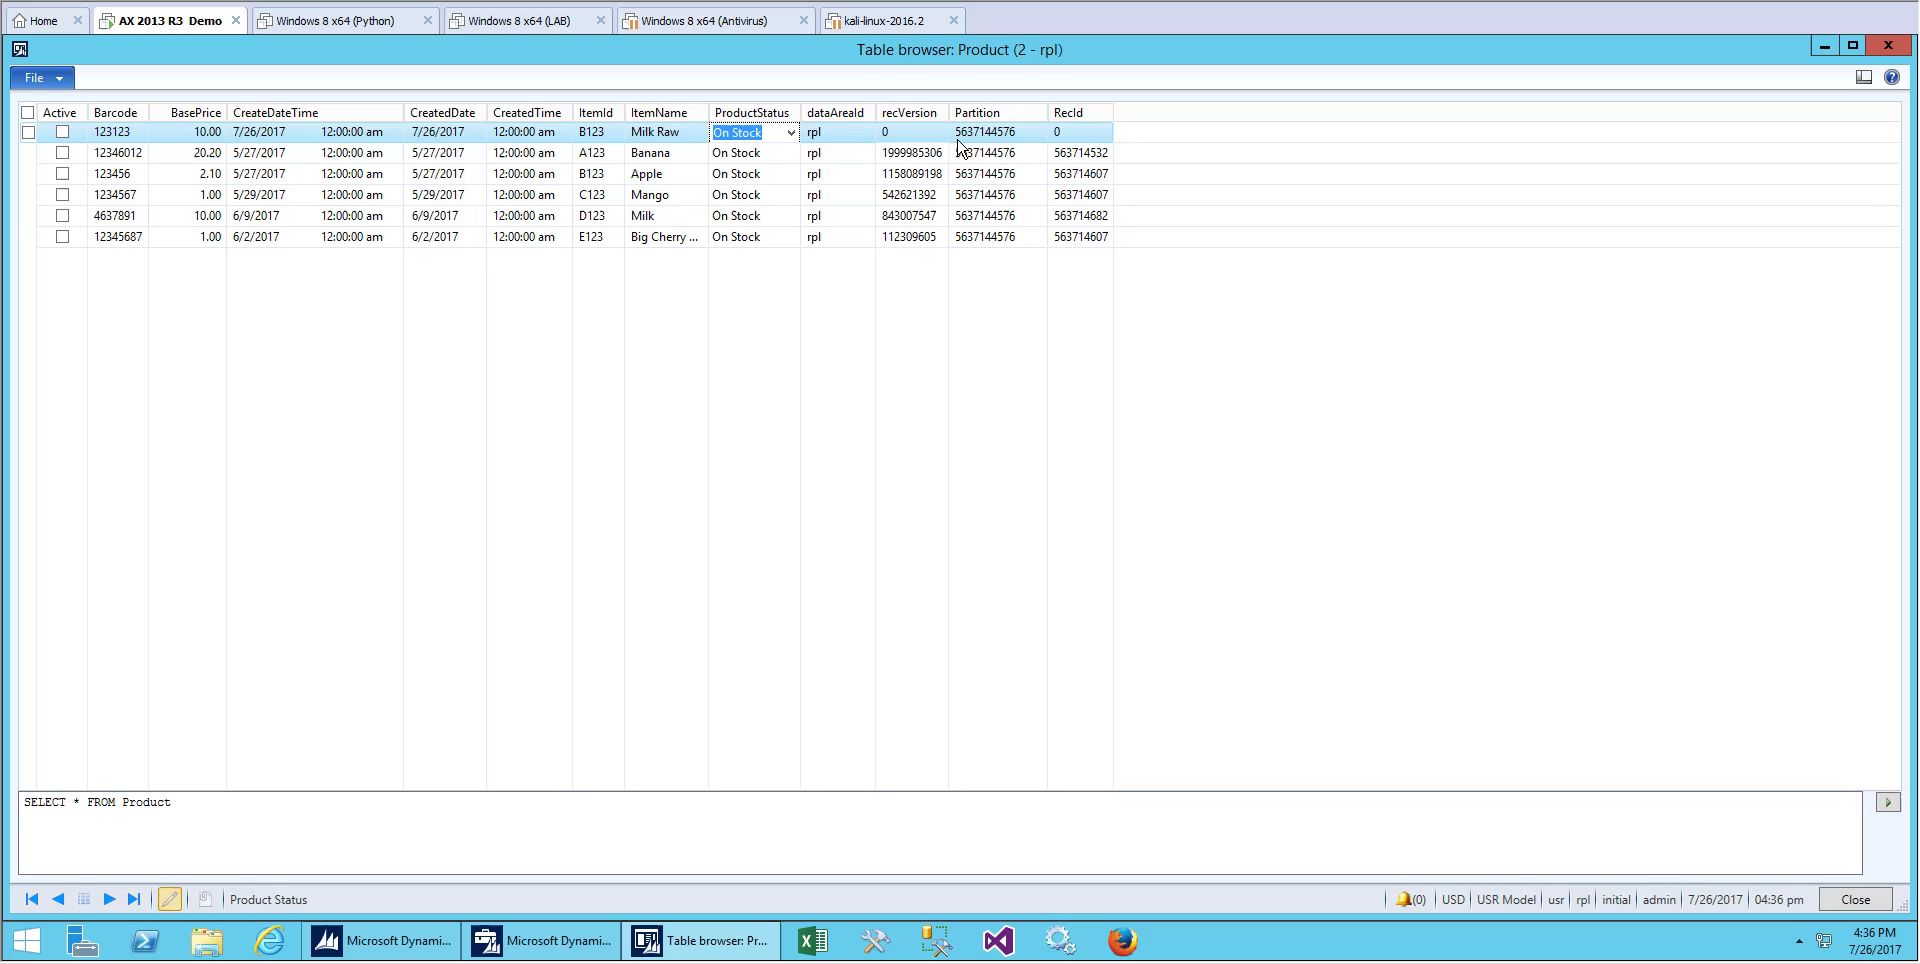 Home AX 2013 R3 Demo Windows 8 x64 (Python) Windows 8 x64 (LAB) Windows 8 x64 (Antivirus) kali-linux-2016.2
Table browser: Product (2 - rpl)
File
Active Barcode BasePrice CreateDateTime CreatedDate CreatedTime ItemId ItemName ProductStatus dataAreaId recVersion Partition RecId
123123 10.00 7/26/2017 12:00:00 am 7/26/2017 12:00:00 am B123 Milk Raw On Stock rpl 0 5637144576 0
12346012 20.20 5/27/2017 12:00:00 am 5/27/2017 12:00:00 am A123 Banana On Stock rpl 1999985306 5637144576 563714532
123456 2.10 5/27/2017 12:00:00 am 5/27/2017 12:00:00 am B123 Apple On Stock rpl 1158089198 5637144576 563714607
1234567 1.00 5/29/2017 12:00:00 am 5/29/2017 12:00:00 am C123 Mango On Stock rpl 542621392 5637144576 563714607
4637891 10.00 6/9/2017 12:00:00 am 6/9/2017 12:00:00 am D123 Milk On Stock rpl 843007547 5637144576 563714682
12345687 1.00 6/2/2017 12:00:00 am 6/2/2017 12:00:00 am E123 Big Cherry ... On Stock rpl 112309605 5637144576 563714607
SELECT * FROM Product
Product Status (0) USD USR Model usr rpl initial admin 7/26/2017 04:36 pm Close
Microsoft Dynami... Microsoft Dynami... Table browser: Pr... 4:36 PM
7/26/2017